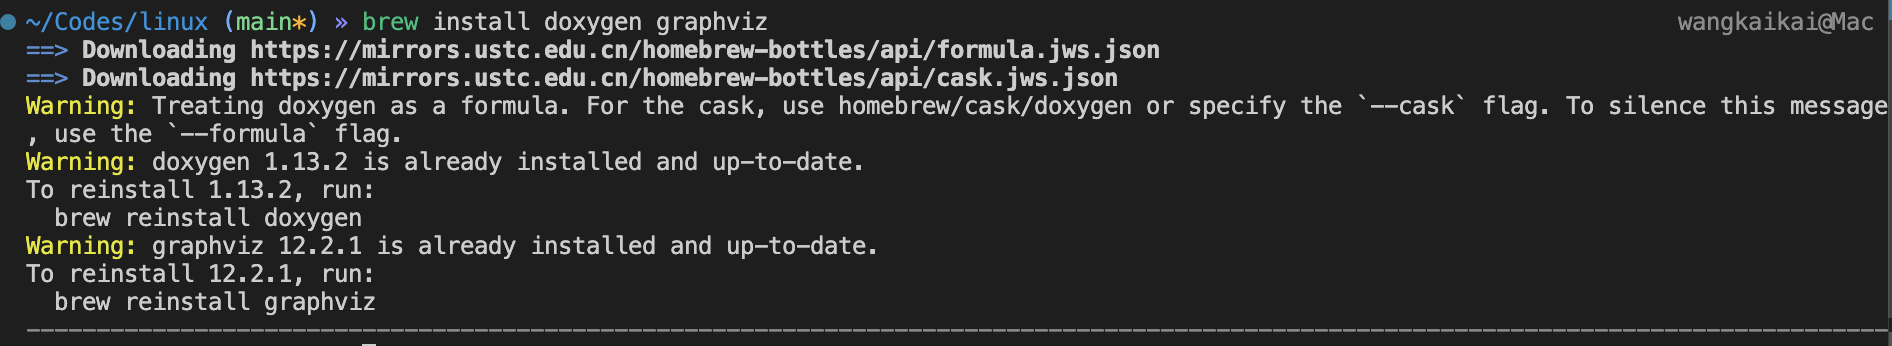 ~/Codes/linux (main*) » brew install doxygen graphviz wangkaikai@Mac
==> Downloading https://mirrors.ustc.edu.cn/homebrew-bottles/api/formula.jws.json
==> Downloading https://mirrors.ustc.edu.cn/homebrew-bottles/api/cask.jws.json
Warning: Treating doxygen as a formula. For the cask, use homebrew/cask/doxygen or specify the `--cask` flag. To silence this message
, use the `--formula` flag.
Warning: doxygen 1.13.2 is already installed and up-to-date.
To reinstall 1.13.2, run:
  brew reinstall doxygen
Warning: graphviz 12.2.1 is already installed and up-to-date.
To reinstall 12.2.1, run:
  brew reinstall graphviz